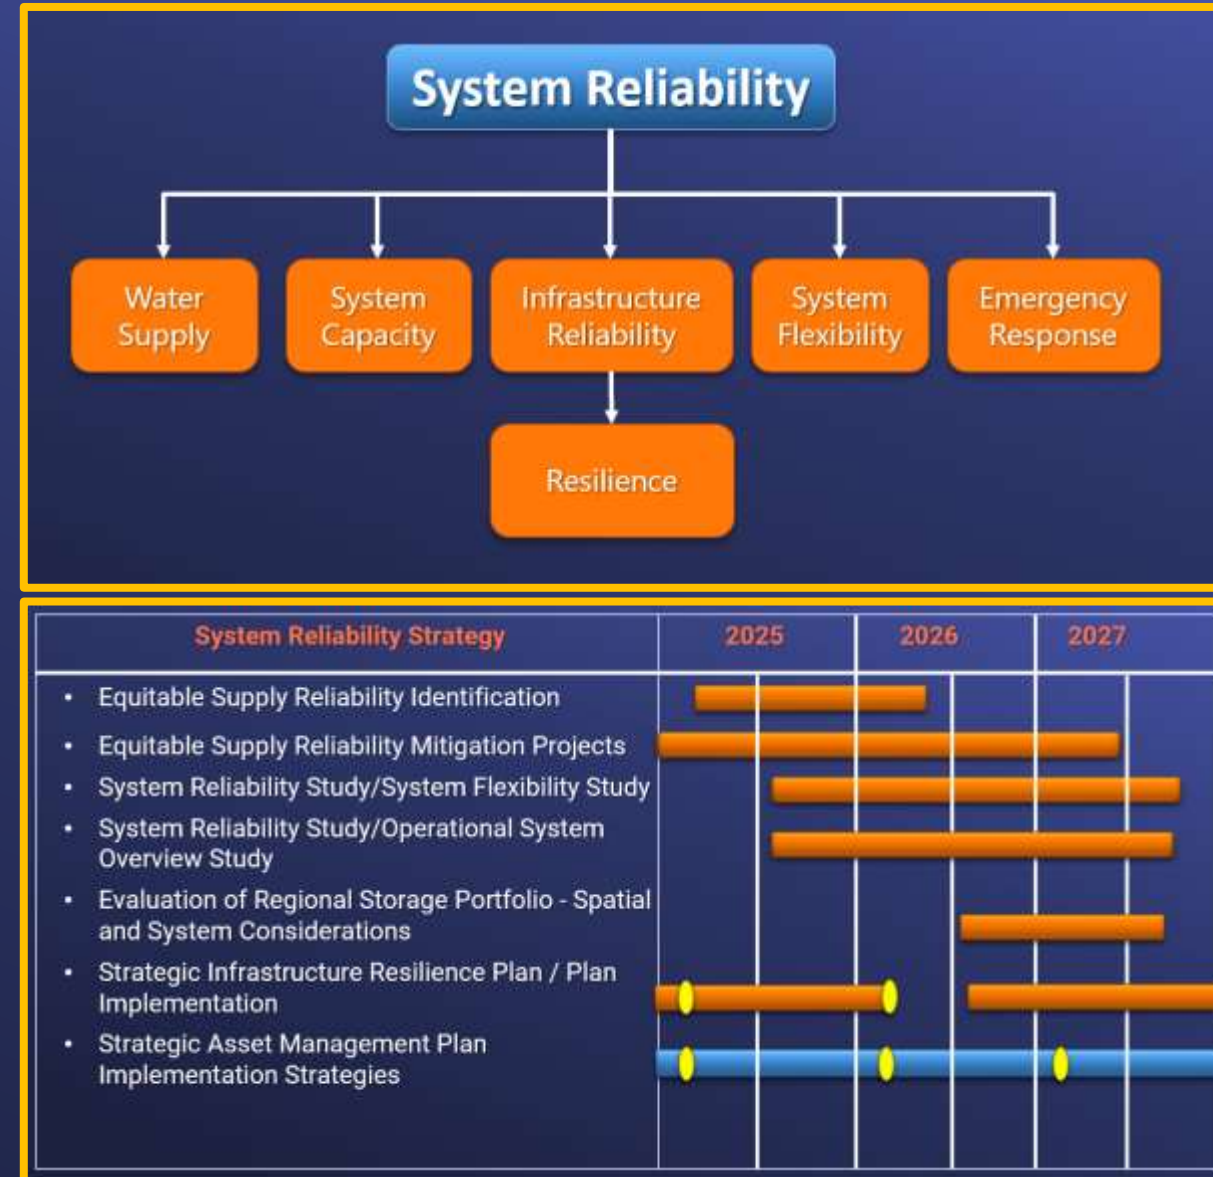 System Reliability
Water
Supply
System
Capacity
Infrastructure
Reliability
System
Flexibility
Emergency
Response
Resilience
System Reliability Strategy 2025 2026 2027
• Equitable Supply Reliability Identification
• Equitable Supply Reliability Mitigation Projects
• System Reliability Study/System Flexibility Study
• System Reliability Study/Operational System
Overview Study
• Evaluation of Regional Storage Portfolio - Spatial
and System Considerations
• Strategic Infrastructure Resilience Plan / Plan
Implementation
• Strategic Asset Management Plan
Implementation Strategies